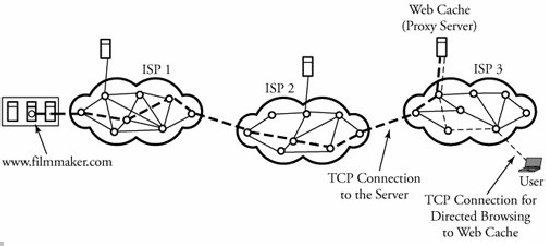 Web Cache
(Proxy Server)
ISP 1
ISP 2
ISP 3
www.filmmaker.com
TCP Connection
to the Server
User
TCP Connection for
Directed Browsing
to Web Cache